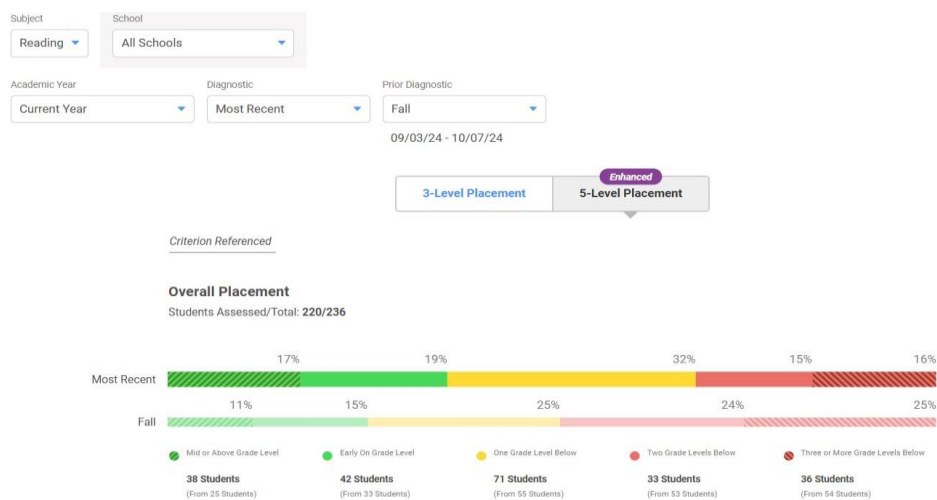 Subject School
Reading All Schools
Academic Year Diagnostic Prior Diagnostic
Current Year Most Recent Fall
09/03/24 - 10/07/24
Enhanced
3-Level Placement 5-Level Placement
Criterion Referenced
Overall Placement
Students Assessed/Total: 220/236
17% 19% 32% 15% 16%
Most Recent
11% 15% 25% 24% 25%
Fall
Mid or Above Grade Level Early On Grade Level One Grade Level Below Two Grade Levels Below Three or More Grade Levels Below
38 Students 42 Students 71 Students 33 Students 36 Students
(From 25 Students) (From 33 Students) (From 55 Students) (From 53 Students) (From 54 Students)